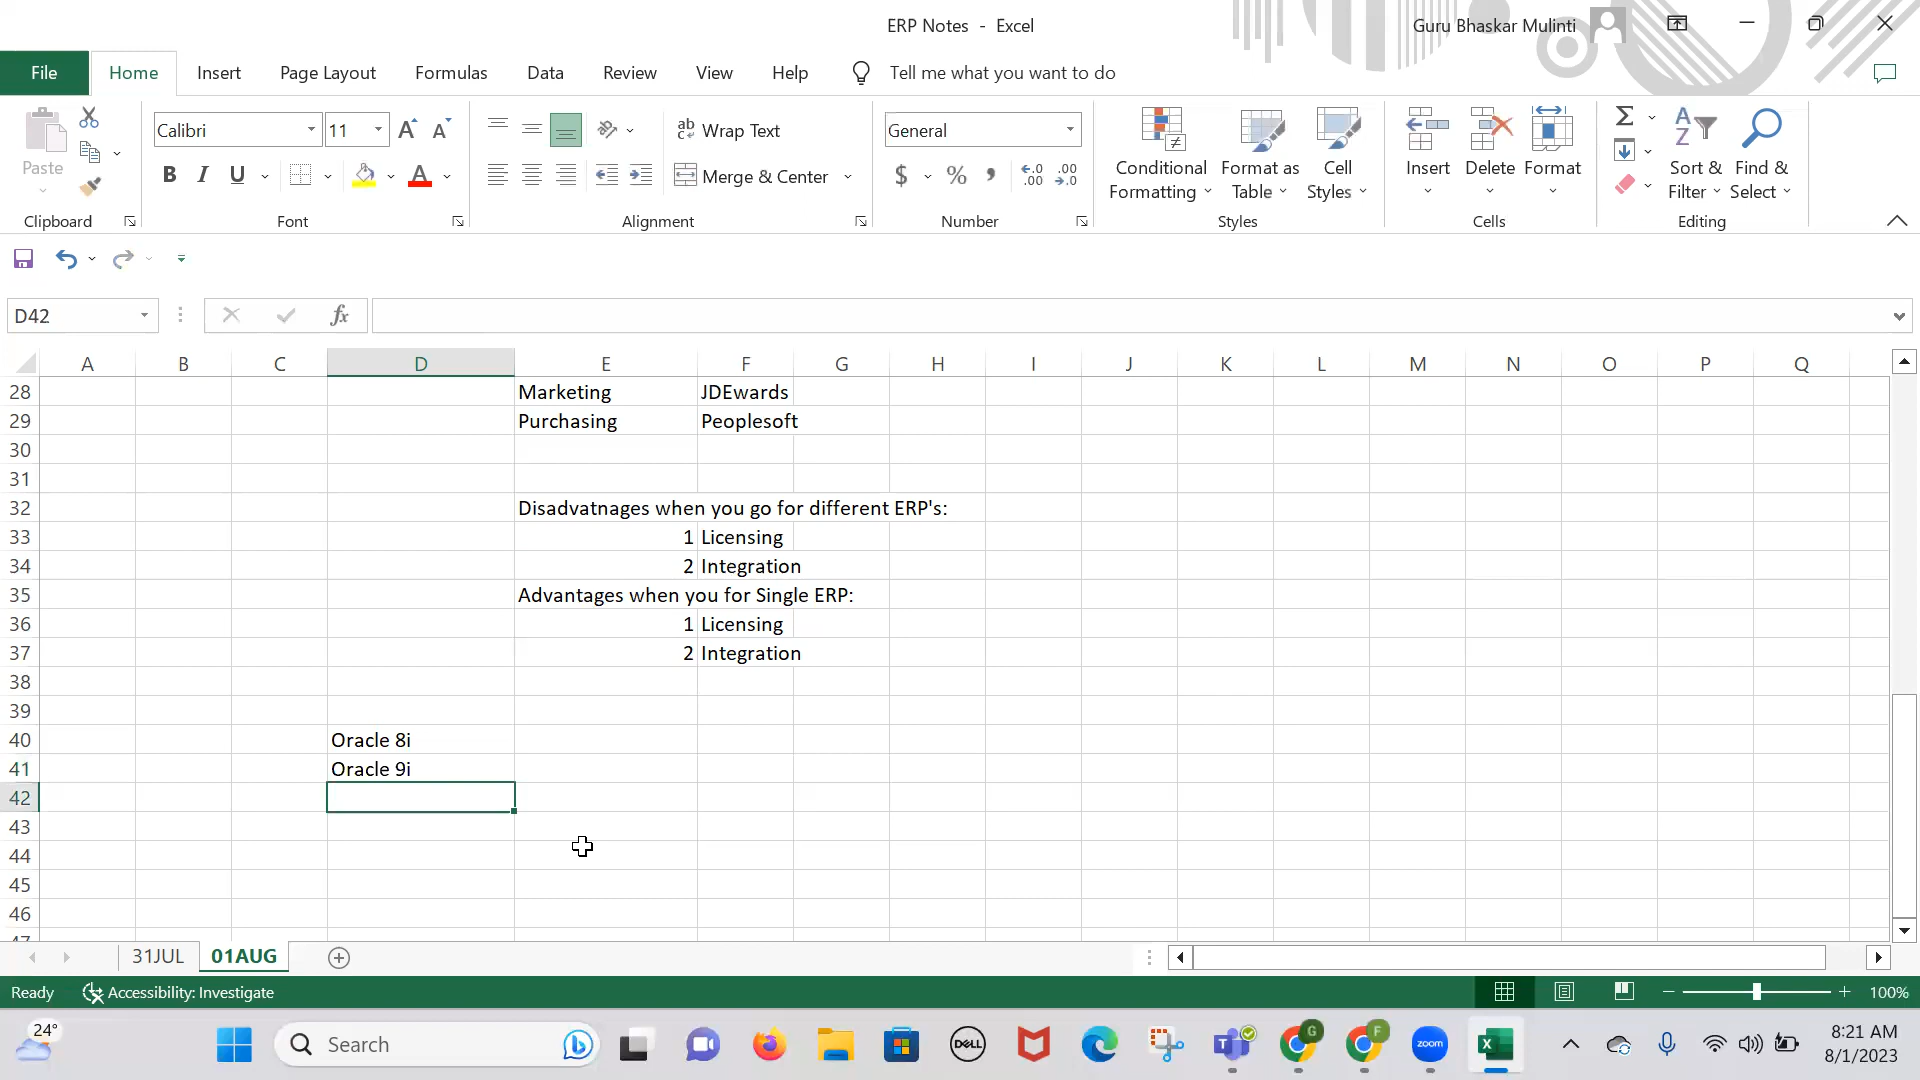 ERP Notes - Excel
Guru Bhaskar Mulinti
File Home Insert Page Layout Formulas Data Review View Help Tell me what you want to do
Paste
Clipboard
Calibri 11
B I U A
Font
ab Wrap Text
Merge & Center
Alignment
General
$ % , .00
Number
Conditional Formatting
Format as Table
Cell Styles
Styles
Insert Delete Format
Cells
Sort & Filter
Find & Select
Editing
D42 fx
A B C D E F G H I J K L M N O P Q
28 Marketing JDEwards
29 Purchasing Peoplesoft
30
31
32 Disadvatnages when you go for different ERP's:
33 1 Licensing
34 2 Integration
35 Advantages when you for Single ERP:
36 1 Licensing
37 2 Integration
38
39
40 Oracle 8i
41 Oracle 9i
42
43
44
45
46
47
31JUL 01AUG
Ready Accessibility: Investigate 100%
24° Search DELL zoom 8:21 AM
8/1/2023